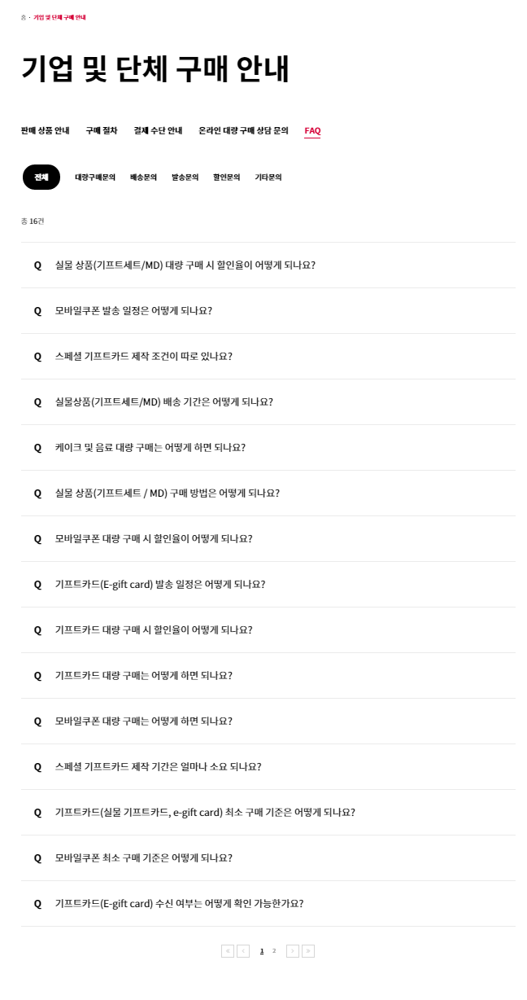 홈 · 기업 및 단체 구매 안내
기업 및 단체 구매 안내
판매 상품 안내 구매 절차 결제 수단 안내 온라인 대량 구매 상담 문의 FAQ
전체 대량구매문의 배송문의 발송문의 할인문의 기타문의
총 16건
Q 실물 상품(기프트세트/MD) 대량 구매 시 할인율이 어떻게 되나요?
Q 모바일쿠폰 발송 일정은 어떻게 되나요?
Q 스페셜 기프트카드 제작 조건이 따로 있나요?
Q 실물상품(기프트세트/MD) 배송 기간은 어떻게 되나요?
Q 케이크 및 음료 대량 구매는 어떻게 하면 되나요?
Q 실물 상품(기프트세트 / MD) 구매 방법은 어떻게 되나요?
Q 모바일쿠폰 대량 구매 시 할인율이 어떻게 되나요?
Q 기프트카드(E-gift card) 발송 일정은 어떻게 되나요?
Q 기프트카드 대량 구매 시 할인율이 어떻게 되나요?
Q 기프트카드 대량 구매는 어떻게 하면 되나요?
Q 모바일쿠폰 대량 구매는 어떻게 하면 되나요?
Q 스페셜 기프트카드 제작 기간은 얼마나 소요 되나요?
Q 기프트카드(실물 기프트카드, e-gift card) 최소 구매 기준은 어떻게 되나요?
Q 모바일쿠폰 최소 구매 기준은 어떻게 되나요?
Q 기프트카드(E-gift card) 수신 여부는 어떻게 확인 가능한가요?
« ‹ 1 2 › »